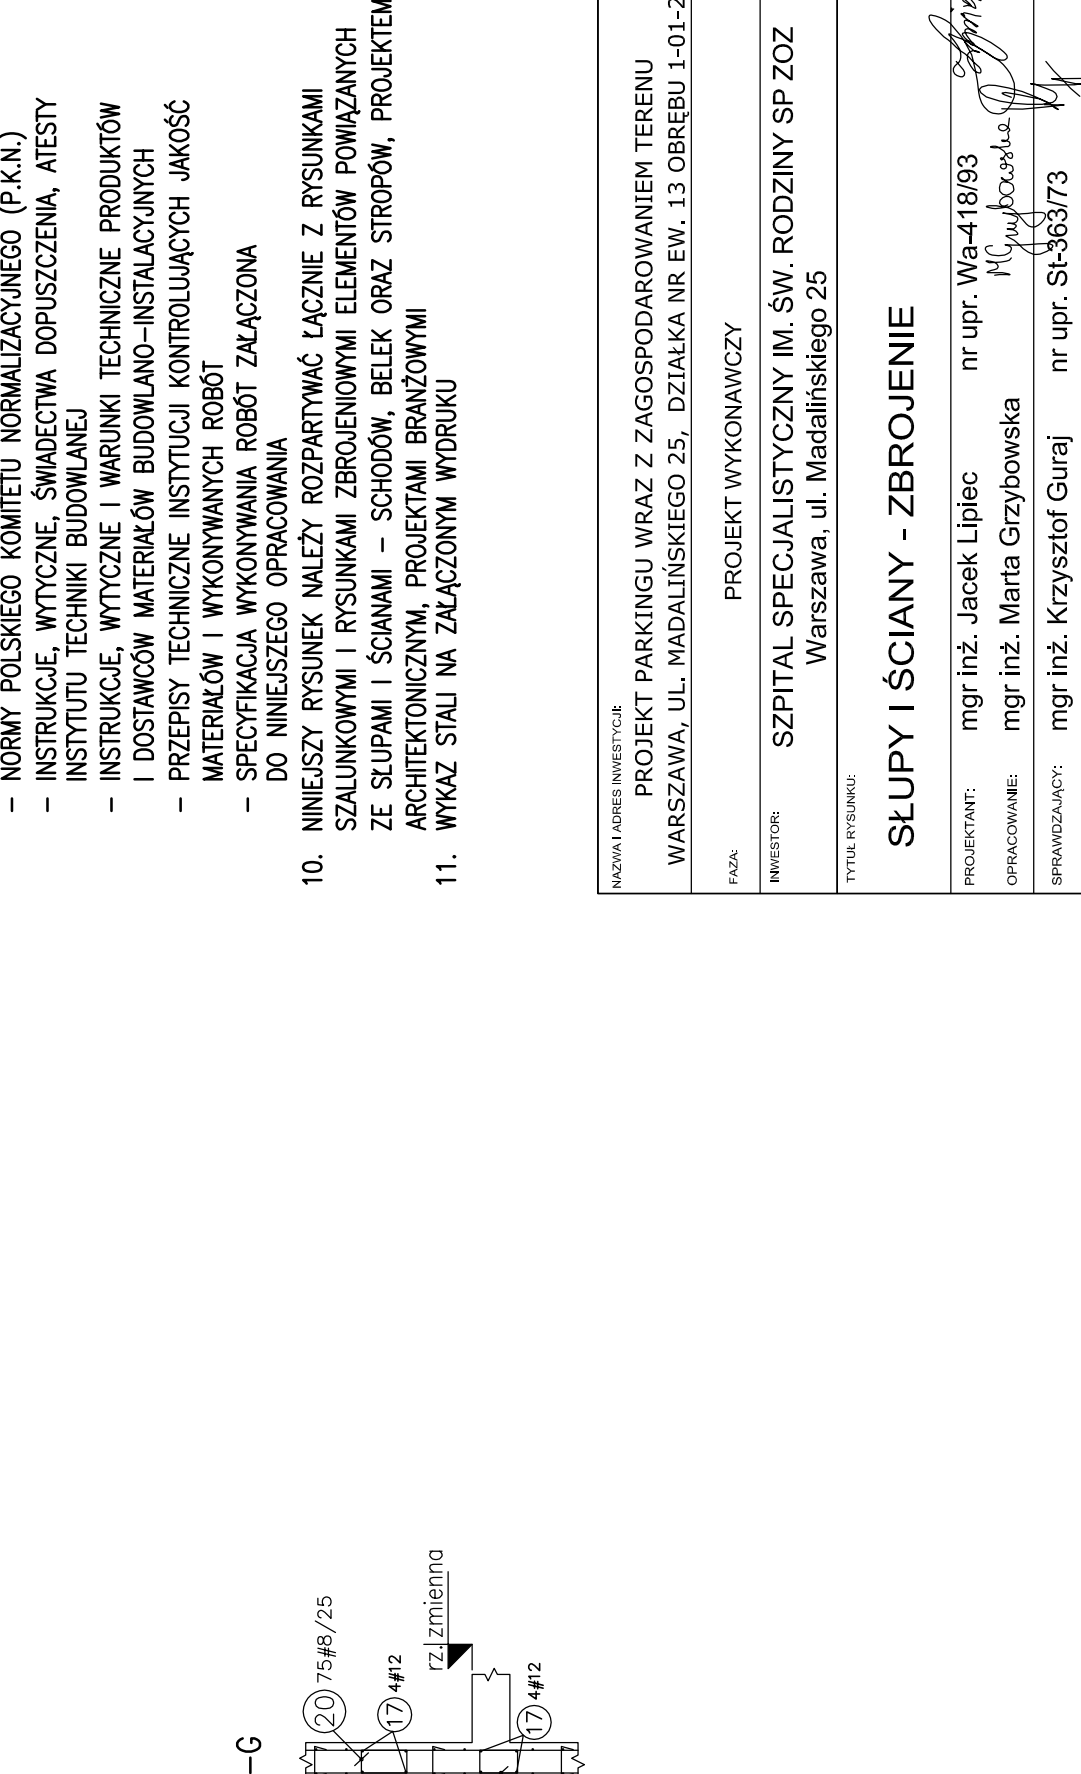 – NORMY POLSKIEGO KOMITETU NORMALIZACYJNEGO (P.K.N.)
– INSTRUKCJE, WYTYCZNE, ŚWIADECTWA DOPUSZCZENIA, ATESTY
INSTYTUTU TECHNIKI BUDOWLANEJ
– INSTRUKCJE, WYTYCZNE I WARUNKI TECHNICZNE PRODUKTÓW
I DOSTAWCÓW MATERIAŁÓW BUDOWLANO–INSTALACYJNYCH
– PRZEPISY TECHNICZNE INSTYTUCJI KONTROLUJĄCYCH JAKOŚĆ
MATERIAŁÓW I WYKONYWANYCH ROBÓT
– SPECYFIKACJA WYKONYWANIA ROBÓT ZAŁĄCZONA
DO NINIEJSZEGO OPRACOWANIA
10. NINIEJSZY RYSUNEK NALEŻY ROZPARTYWAĆ ŁĄCZNIE Z RYSUNKAMI
SZALUNKOWYMI I RYSUNKAMI ZBROJENIOWYMI ELEMENTÓW POWIĄZANYCH
ZE SŁUPAMI I ŚCIANAMI – SCHODÓW, BELEK ORAZ STROPÓW, PROJEKTEM
ARCHITEKTONICZNYM, PROJEKTAMI BRANŻOWYMI
11. WYKAZ STALI NA ZAŁĄCZONYM WYDRUKU
NAZWA I ADRES INWESTYCJI:
PROJEKT PARKINGU WRAZ Z ZAGOSPODAROWANIEM TERENU
WARSZAWA, UL. MADALIŃSKIEGO 25, DZIAŁKA NR EW. 13 OBRĘBU 1-01-2
FAZA:
PROJEKT WYKONAWCZY
INWESTOR:
SZPITAL SPECJALISTYCZNY IM. ŚW. RODZINY SP ZOZ
Warszawa, ul. Madalińskiego 25
TYTUŁ RYSUNKU:
SŁUPY I ŚCIANY - ZBROJENIE
PROJEKTANT: mgr inż. Jacek Lipiec nr upr. Wa-418/93
OPRACOWANIE: mgr inż. Marta Grzybowska MGrzybowska
SPRAWDZAJĄCY: mgr inż. Krzysztof Guraj nr upr. St-363/73
–G
20 75#8/25
17 4#12
rz. zmienna
17 4#12